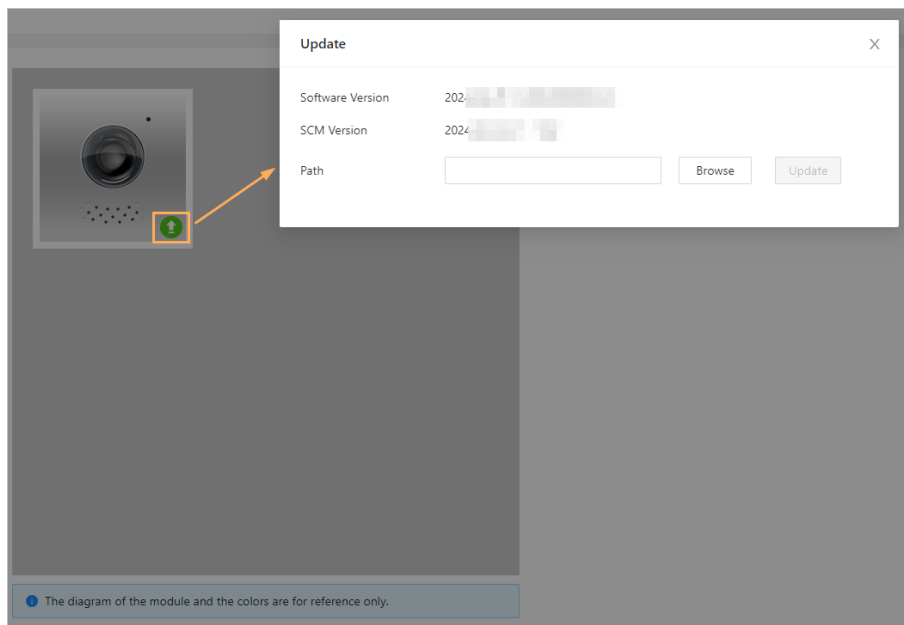 Update
Software Version 202
SCM Version 2024
Path Browse Update
The diagram of the module and the colors are for reference only.